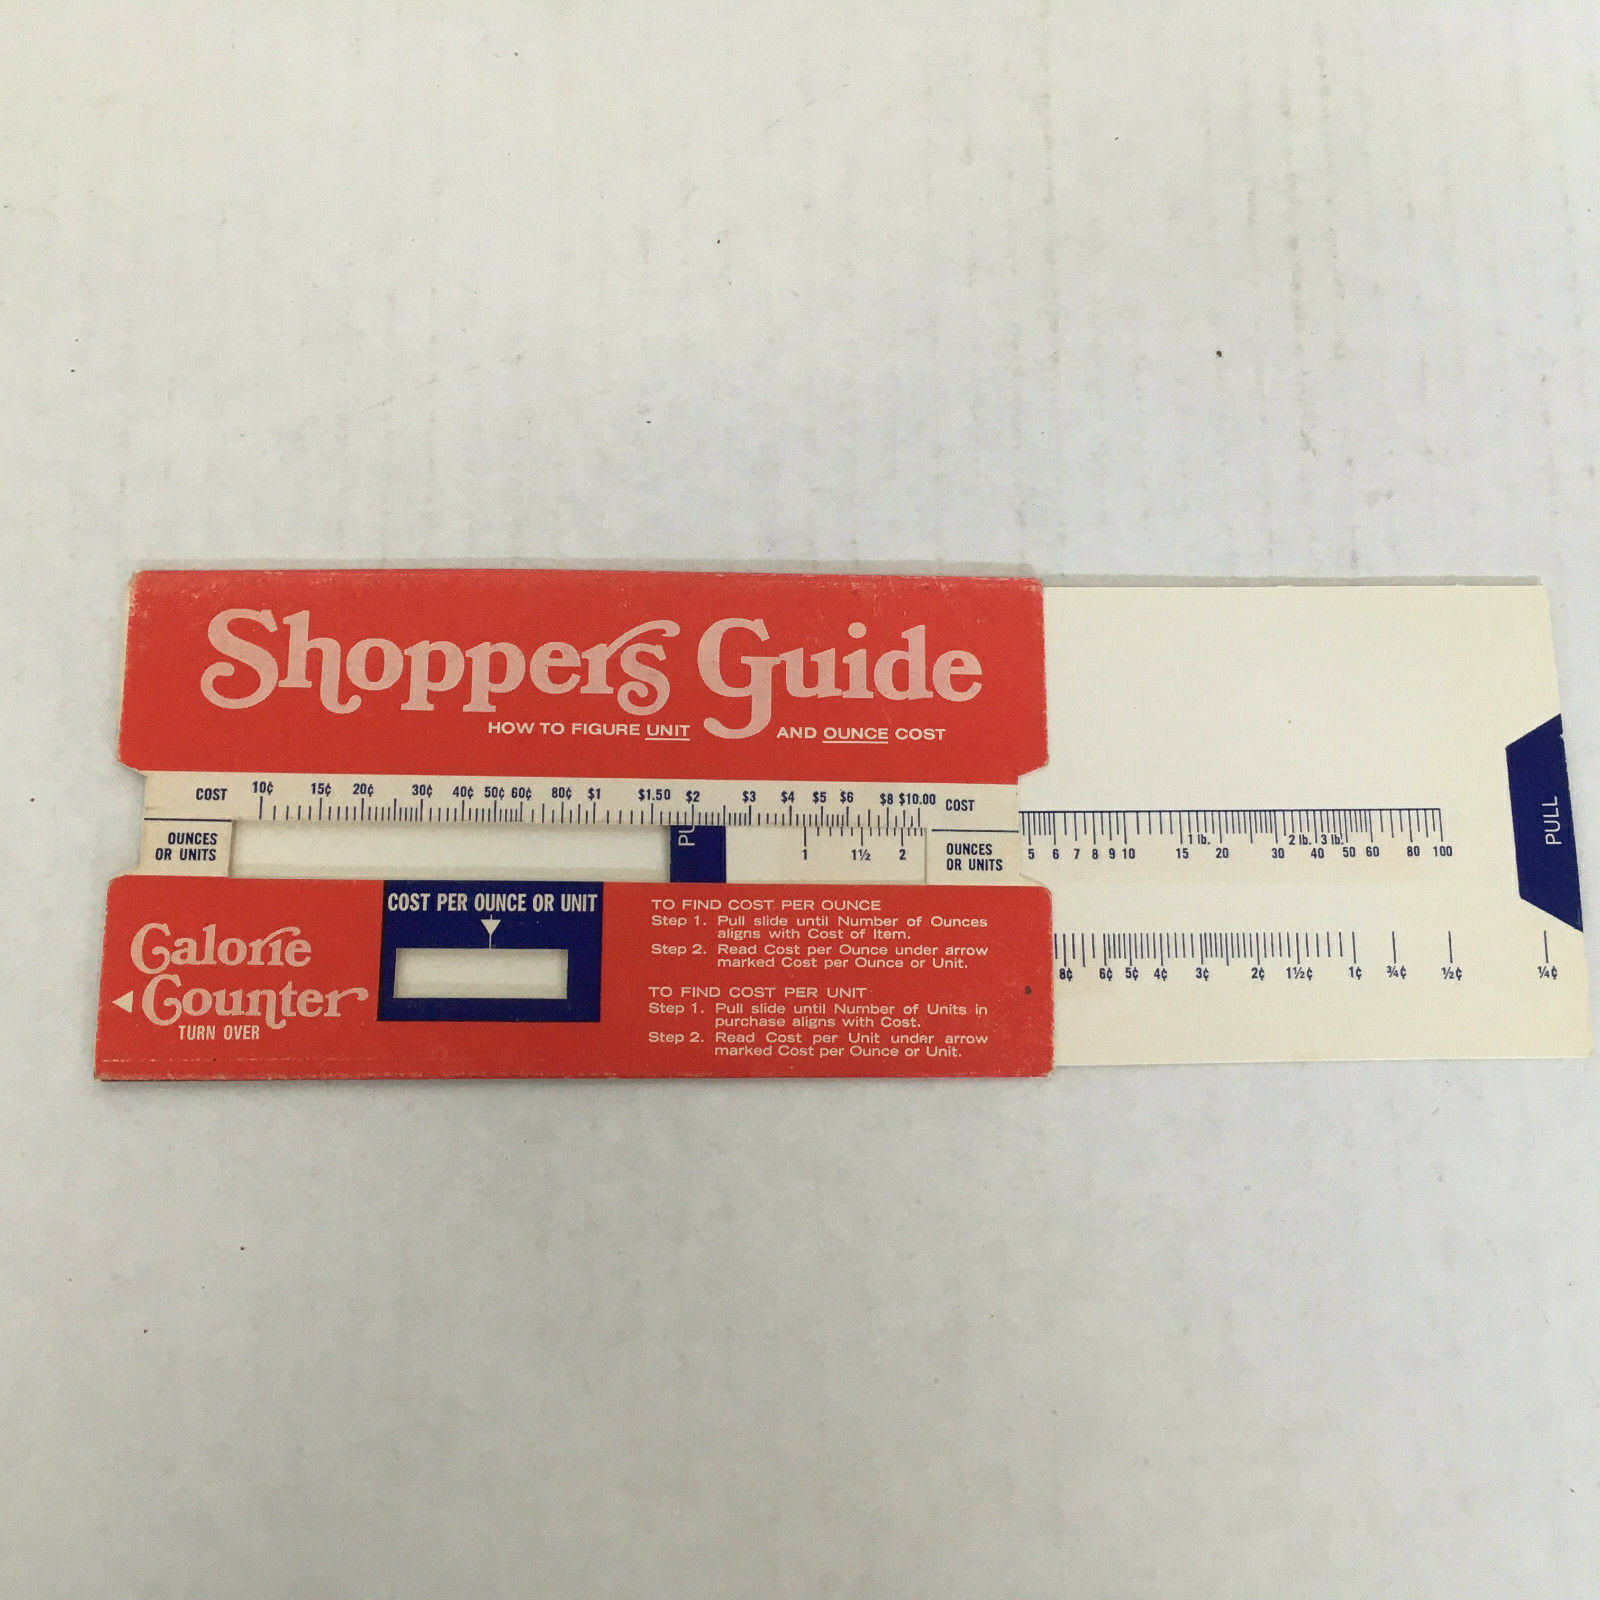 Shoppers Guide
HOW TO FIGURE UNIT AND OUNCE COST
COST 10¢ 15¢ 20¢ 30¢ 40¢ 50¢ 60¢ 80¢ $1 $1.50 $2 $3 $4 $5 $6 $8 $10.00 COST
OUNCES
OR UNITS
PU
1 1½ 2
OUNCES
OR UNITS
1 lb. 2 lb. 3 lb.
5 6 7 8 9 10 15 20 30 40 50 60 80 100
PULL
COST PER OUNCE OR UNIT
8¢ 6¢ 5¢ 4¢ 3¢ 2¢ 1½¢ 1¢ ¾¢ ½¢ ¼¢
Calorie
Counter
TURN OVER
TO FIND COST PER OUNCE
Step 1. Pull slide until Number of Ounces
aligns with Cost of Item.
Step 2. Read Cost per Ounce under arrow
marked Cost per Ounce or Unit.
TO FIND COST PER UNIT
Step 1. Pull slide until Number of Units in
purchase aligns with Cost.
Step 2. Read Cost per Unit under arrow
marked Cost per Ounce or Unit.